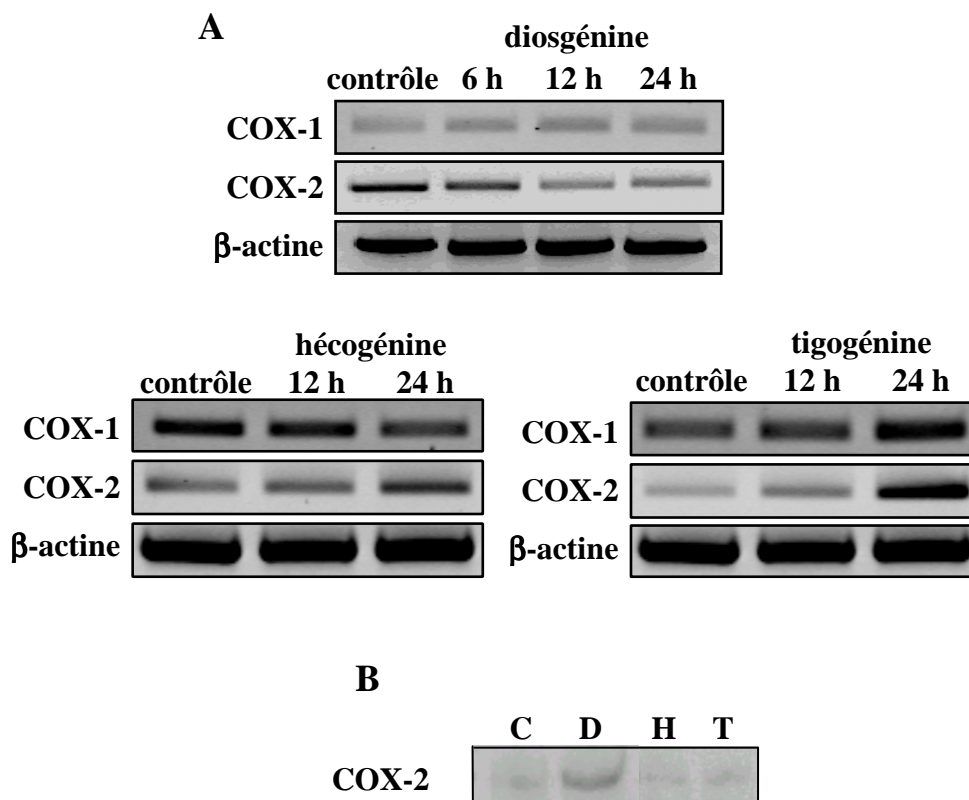 A
diosgénine
contrôle 6 h 12 h 24 h
COX-1
COX-2
β-actine
hécogénine
contrôle 12 h 24 h
COX-1
COX-2
β-actine
tigogénine
contrôle 12 h 24 h
COX-1
COX-2
β-actine
B
C D H T
COX-2